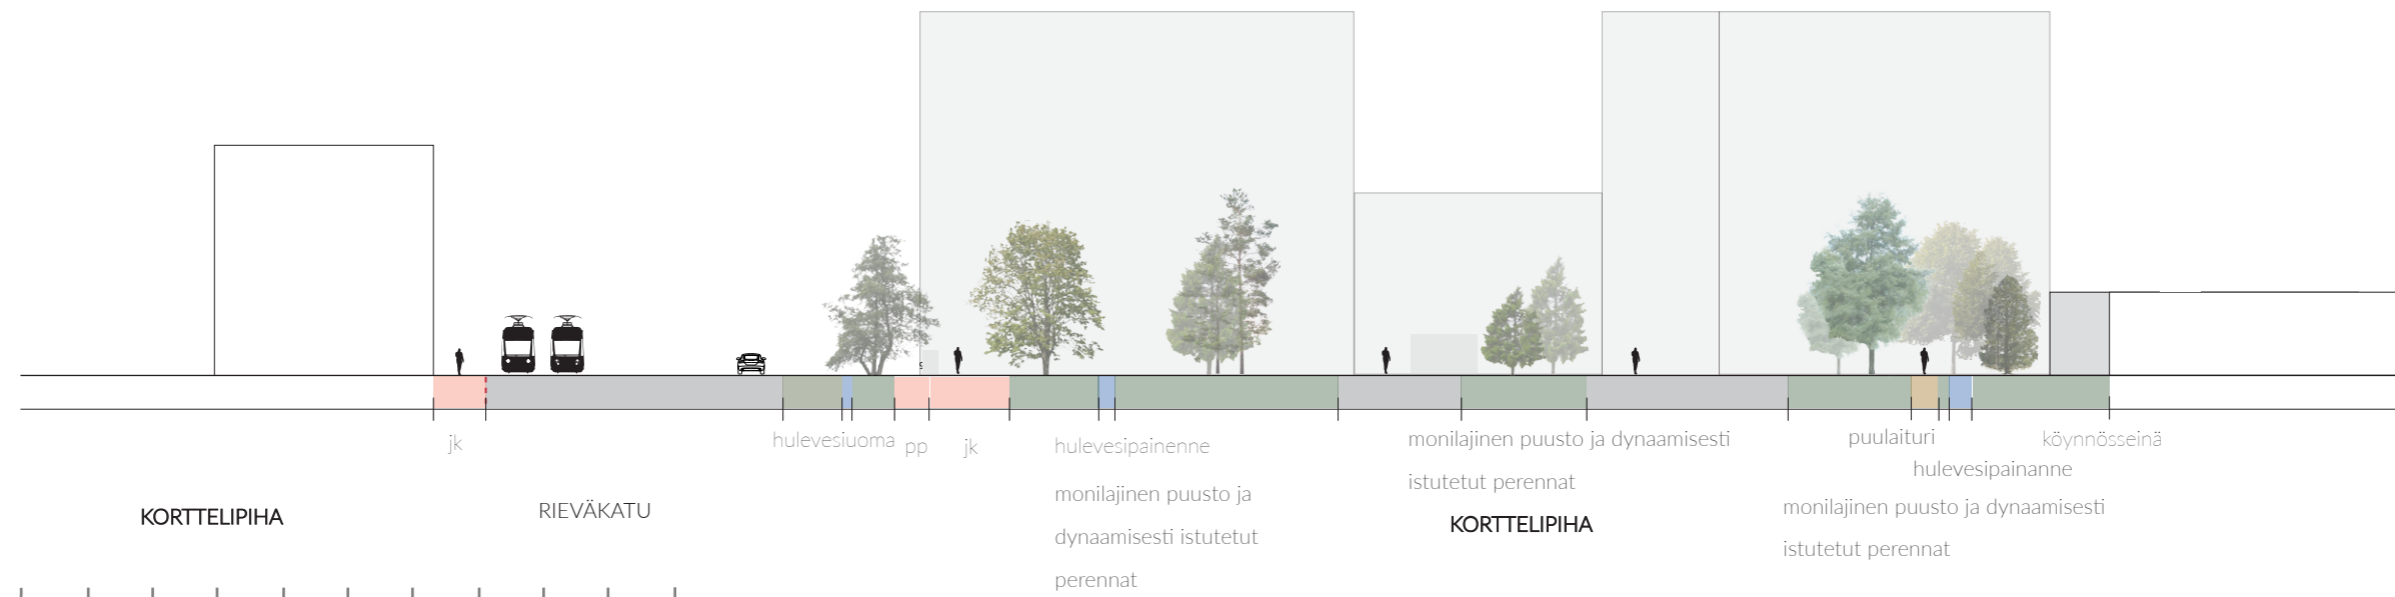 jk
hulevesiuoma
pp
jk
hulevesipainenne
monilajinen puusto ja
dynaamisesti istutetut
perennat
monilajinen puusto ja dynaamisesti
istutetut perennat
puulaituri
köynnösseinä
hulevesipainanne
monilajinen puusto ja dynaamisesti
istutetut perennat
KORTTELIPIHA
RIEVÄKATU
KORTTELIPIHA